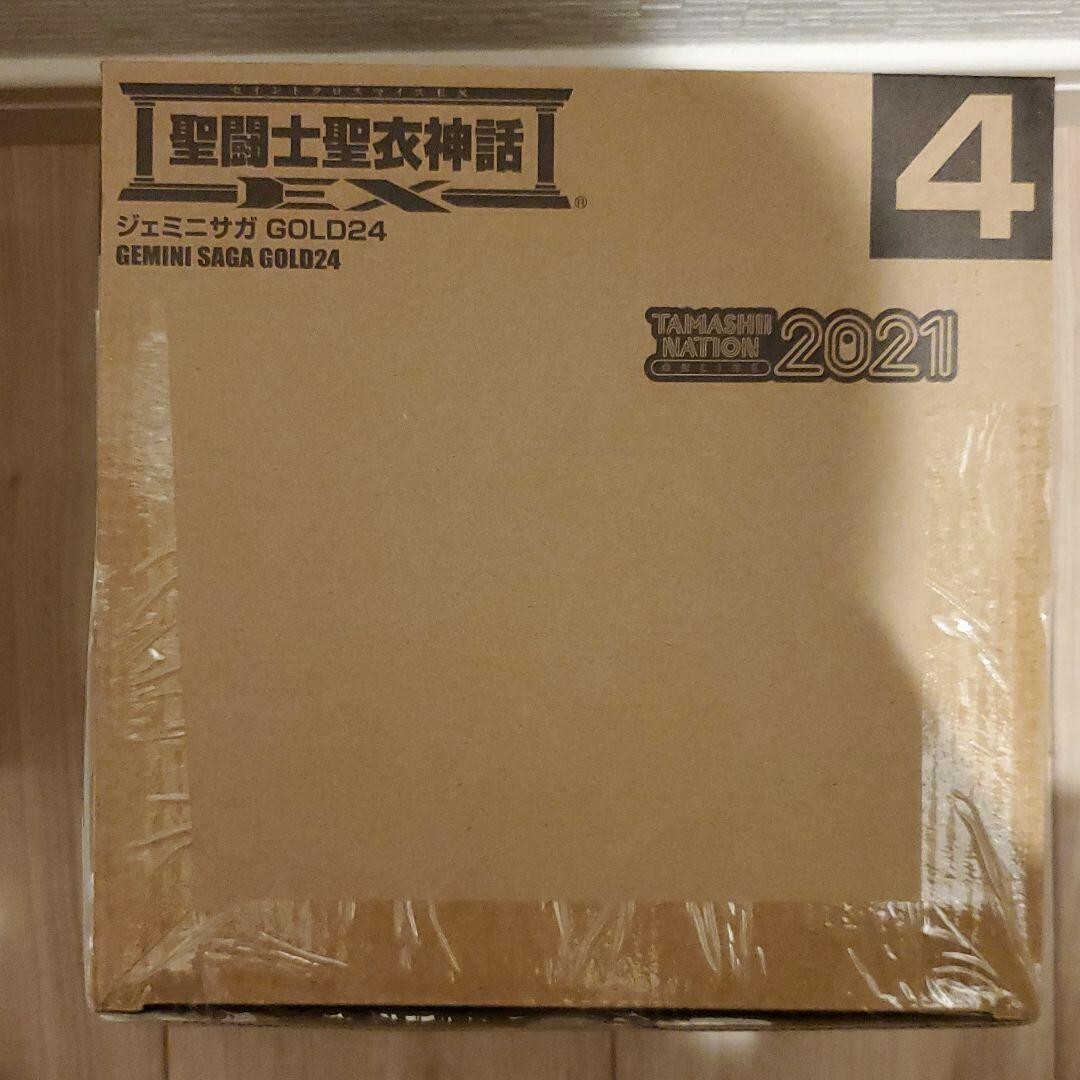 セイントクロスマイスEX
聖闘士聖衣神話
EX®
ジェミニサガ GOLD24
GEMINI SAGA GOLD24
4
TAMASHII
NATION
ONLINE
2021